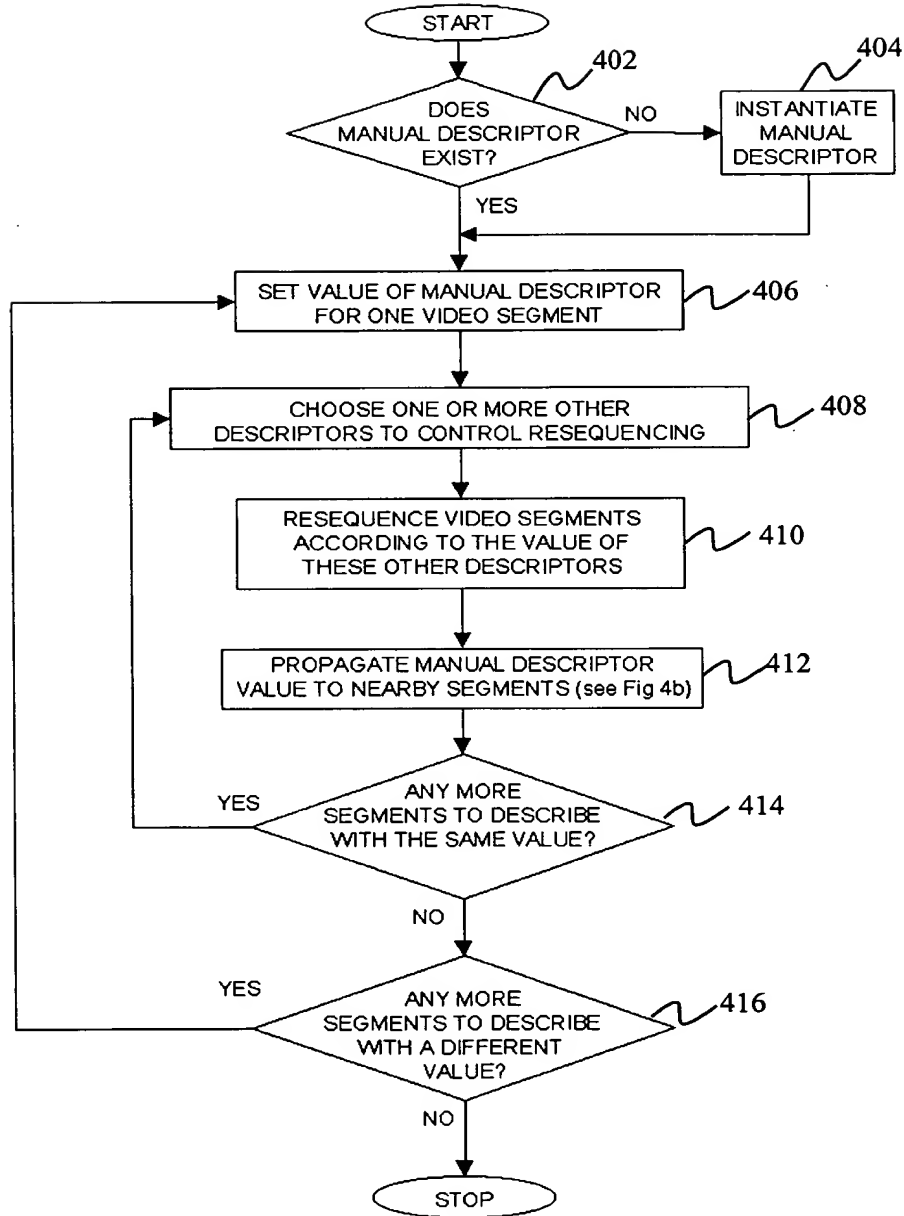 START
402
DOES
MANUAL DESCRIPTOR
EXIST?
NO
404
INSTANTIATE
MANUAL
DESCRIPTOR
YES
SET VALUE OF MANUAL DESCRIPTOR
FOR ONE VIDEO SEGMENT
406
CHOOSE ONE OR MORE OTHER
DESCRIPTORS TO CONTROL RESEQUENCING
408
RESEQUENCE VIDEO SEGMENTS
ACCORDING TO THE VALUE OF
THESE OTHER DESCRIPTORS
410
PROPAGATE MANUAL DESCRIPTOR
VALUE TO NEARBY SEGMENTS (see Fig 4b)
412
YES
ANY MORE
SEGMENTS TO DESCRIBE
WITH THE SAME VALUE?
414
NO
YES
ANY MORE
SEGMENTS TO DESCRIBE
WITH A DIFFERENT
VALUE?
416
NO
STOP